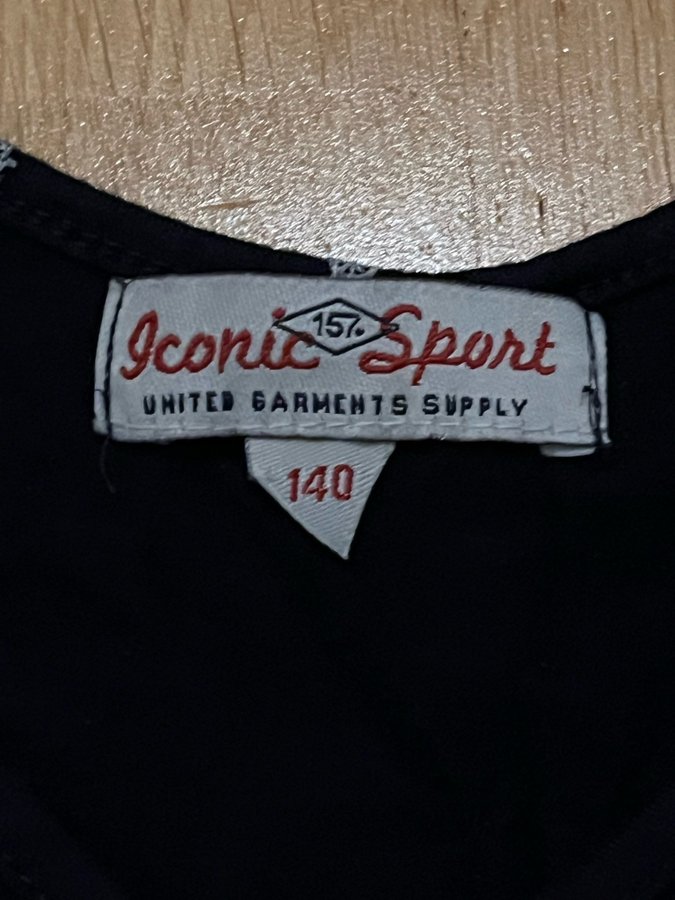 Iconic 157 Sport
UNITED GARMENTS SUPPLY
140